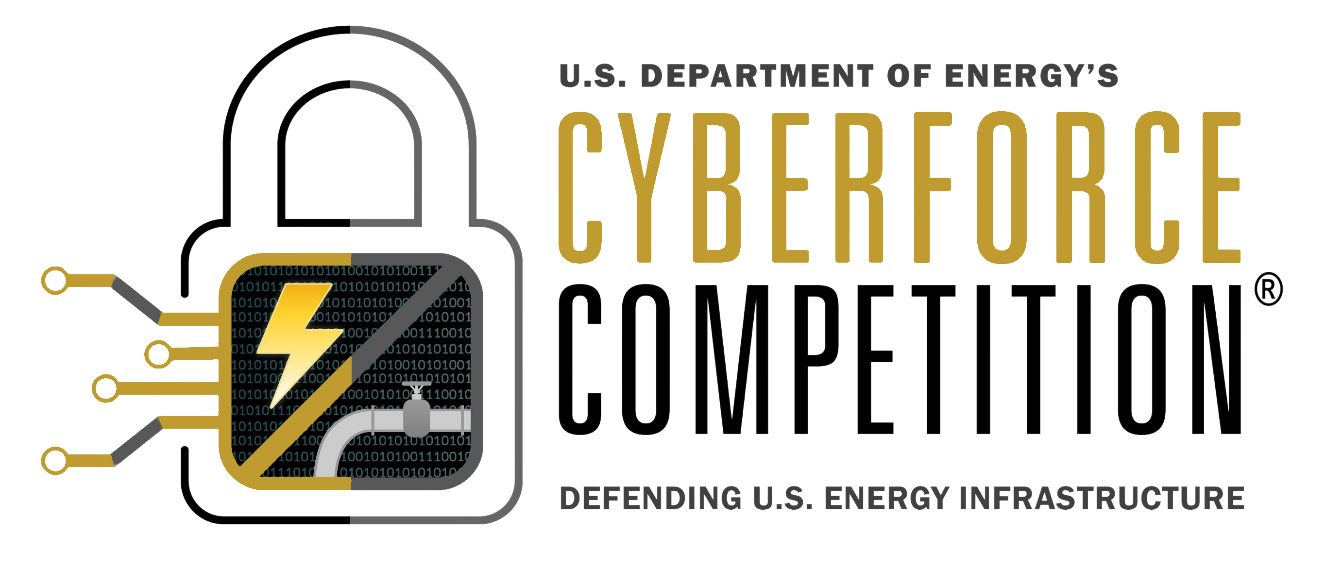 U.S. DEPARTMENT OF ENERGY'S
CYBERFORCE
COMPETITION®
DEFENDING U.S. ENERGY INFRASTRUCTURE